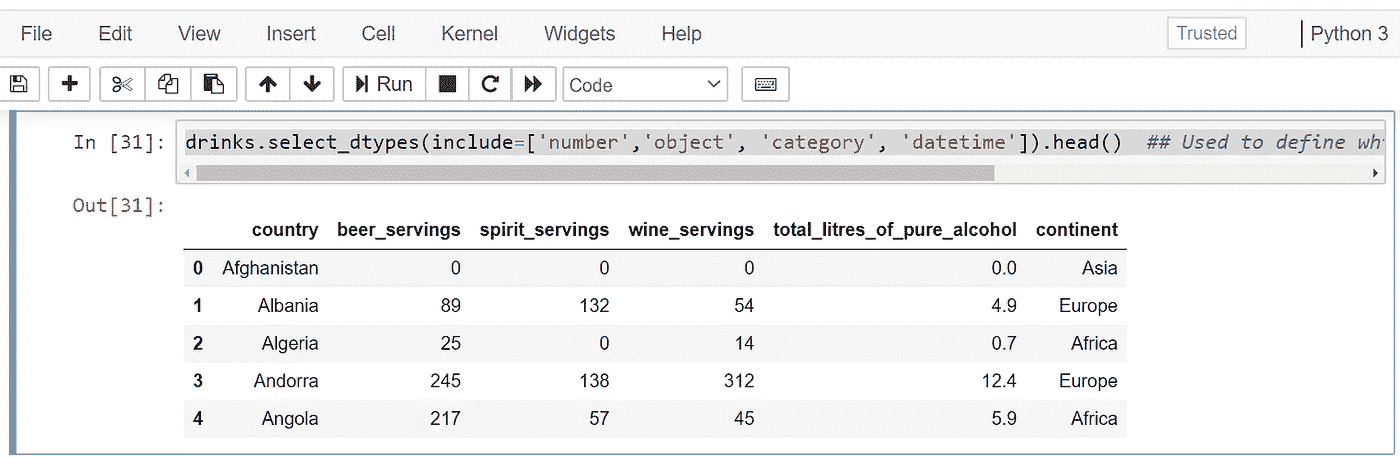 File Edit View Insert Cell Kernel Widgets Help Trusted Python 3
Run Code
In [31]: drinks.select_dtypes(include=['number','object', 'category', 'datetime']).head()  ## Used to define
Out[31]:
country beer_servings spirit_servings wine_servings total_litres_of_pure_alcohol continent
0 Afghanistan 0 0 0 0.0 Asia
1 Albania 89 132 54 4.9 Europe
2 Algeria 25 0 14 0.7 Africa
3 Andorra 245 138 312 12.4 Europe
4 Angola 217 57 45 5.9 Africa